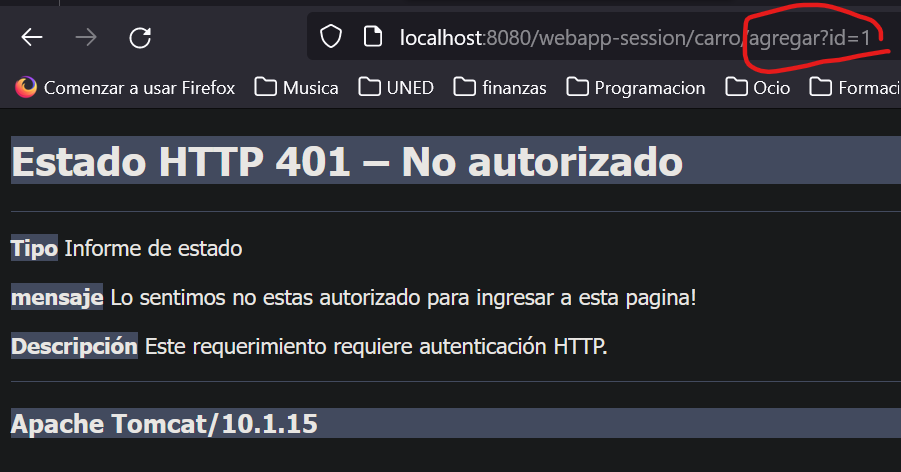 localhost:8080/webapp-session/carro/agregar?id=1
Comenzar a usar Firefox Musica UNED finanzas Programacion Ocio Formaci
Estado HTTP 401 – No autorizado
Tipo Informe de estado
mensaje Lo sentimos no estas autorizado para ingresar a esta pagina!
Descripción Este requerimiento requiere autenticación HTTP.
Apache Tomcat/10.1.15